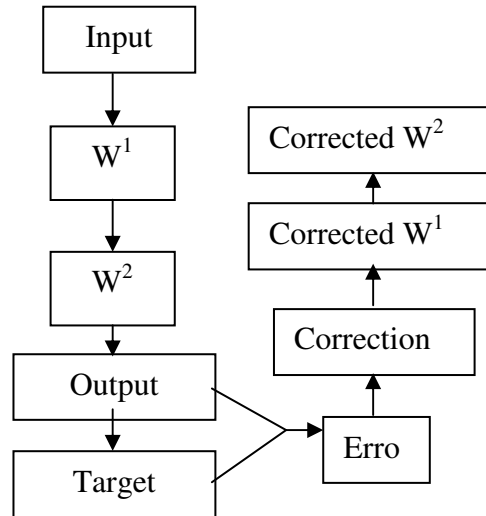 Input
W¹
W²
Output
Target
Erro
Correction
Corrected W¹
Corrected W²